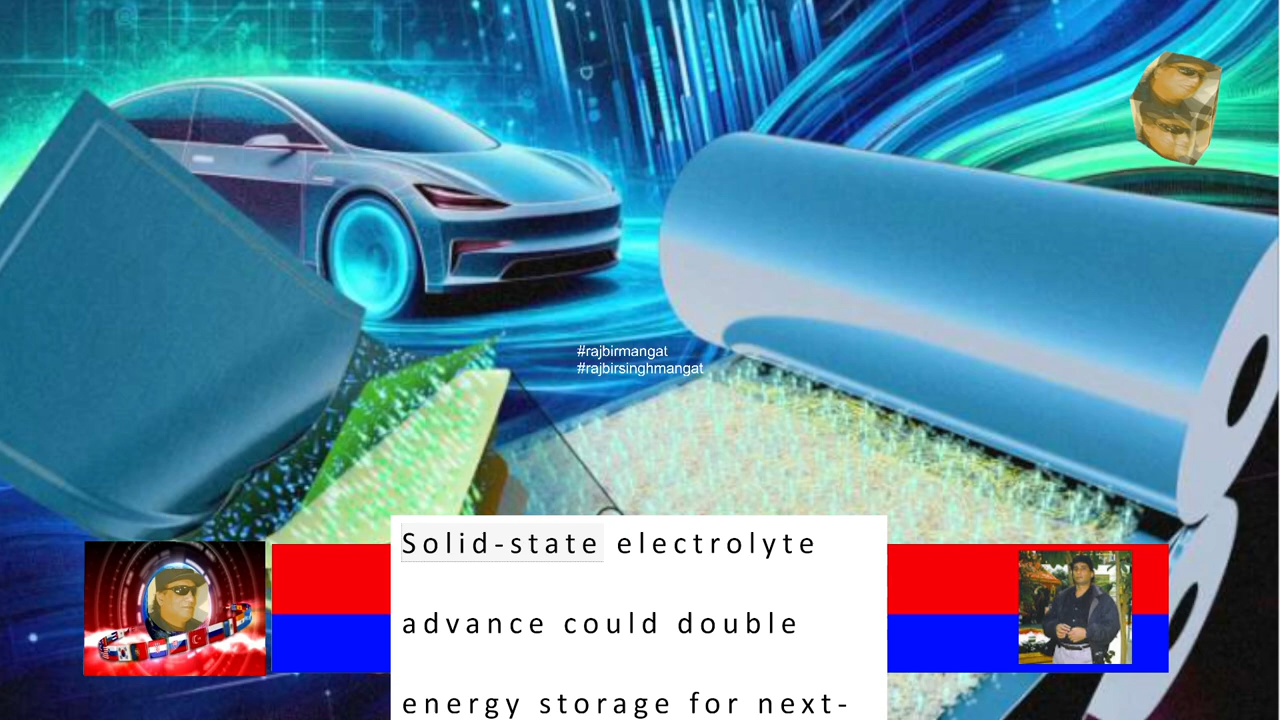 #rajbirmangat
#rajbirsinghmangat
Solid-state electrolyte
advance could double
energy storage for next-